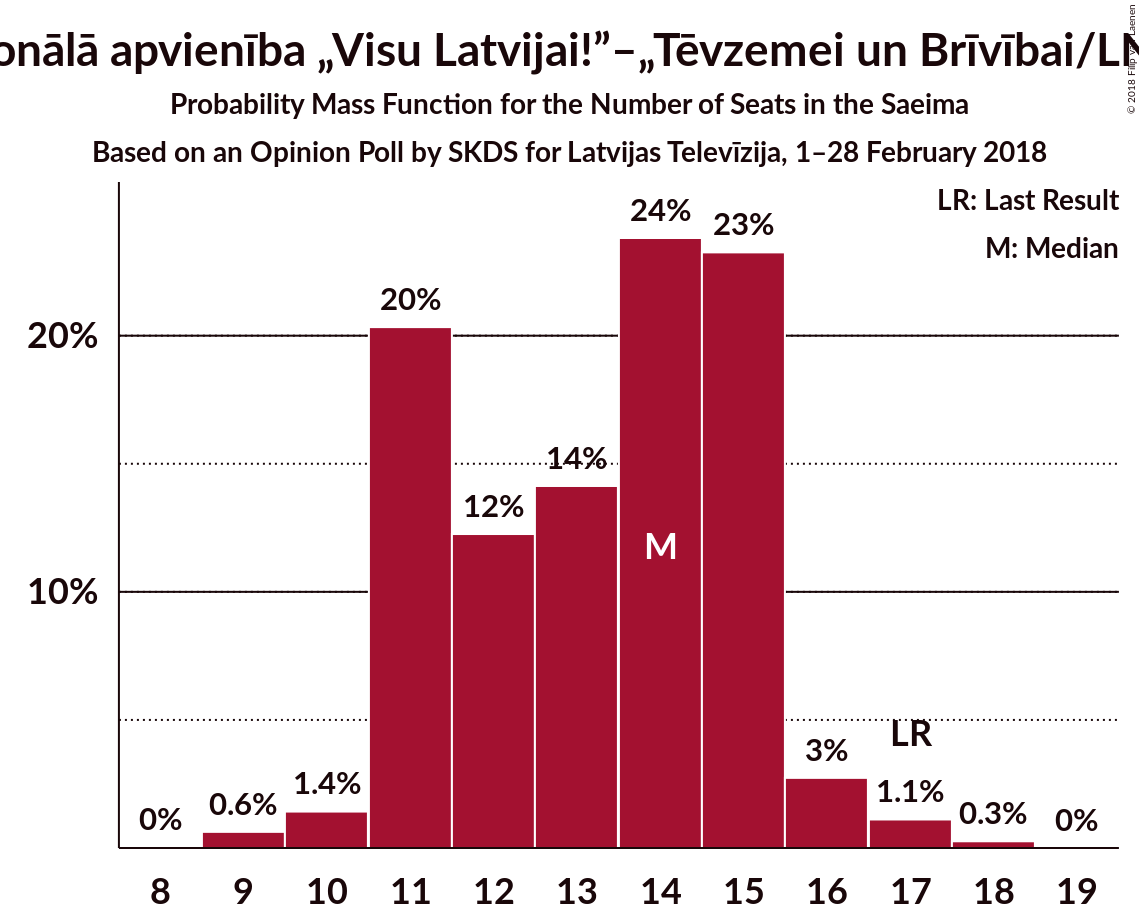 onālā apvienība „Visu Latvijai!”–„Tēvzemei un Brīvībai/LN
Probability Mass Function for the Number of Seats in the Saeima
Based on an Opinion Poll by SKDS for Latvijas Televīzija, 1–28 February 2018
© 2018 Filip van Laenen
LR: Last Result
M: Median
24%
23%
20%
20%
14%
12%
M
10%
LR
3%
1.4%
1.1%
0.6%
0.3%
0%
0%
8 9 10 11 12 13 14 15 16 17 18 19